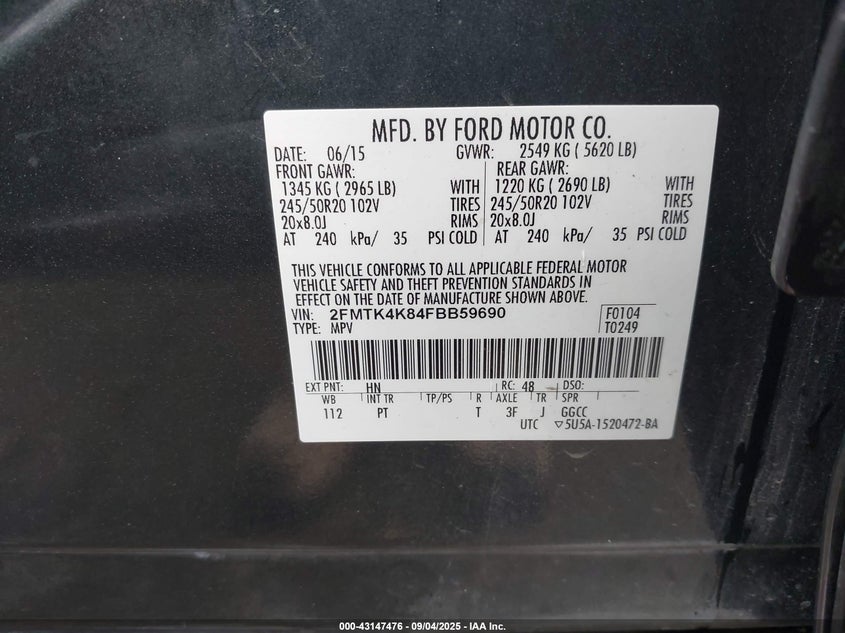 MFD. BY FORD MOTOR CO.
DATE: 06/15 GVWR: 2549 KG ( 5620 LB)
FRONT GAWR: REAR GAWR:
1345 KG ( 2965 LB) WITH 1220 KG ( 2690 LB) WITH
245/50R20 102V TIRES 245/50R20 102V TIRES
20x8.0J RIMS 20x8.0J RIMS
AT 240 kPa/ 35 PSI COLD AT 240 kPa/ 35 PSI COLD
THIS VEHICLE CONFORMS TO ALL APPLICABLE FEDERAL MOTOR
VEHICLE SAFETY AND THEFT PREVENTION STANDARDS IN
EFFECT ON THE DATE OF MANUFACTURE SHOWN ABOVE.
VIN: 2FMTK4K84FBB59690 F0104
TYPE: MPV T0249
EXT PNT: HN RC: 48 DSO:
WB INT TR TP/PS R AXLE TR SPR
112 PT T 3F J GGCC
UTC ▽5U5A-1520472-BA
000-43147476 - 09/04/2025 - IAA Inc.